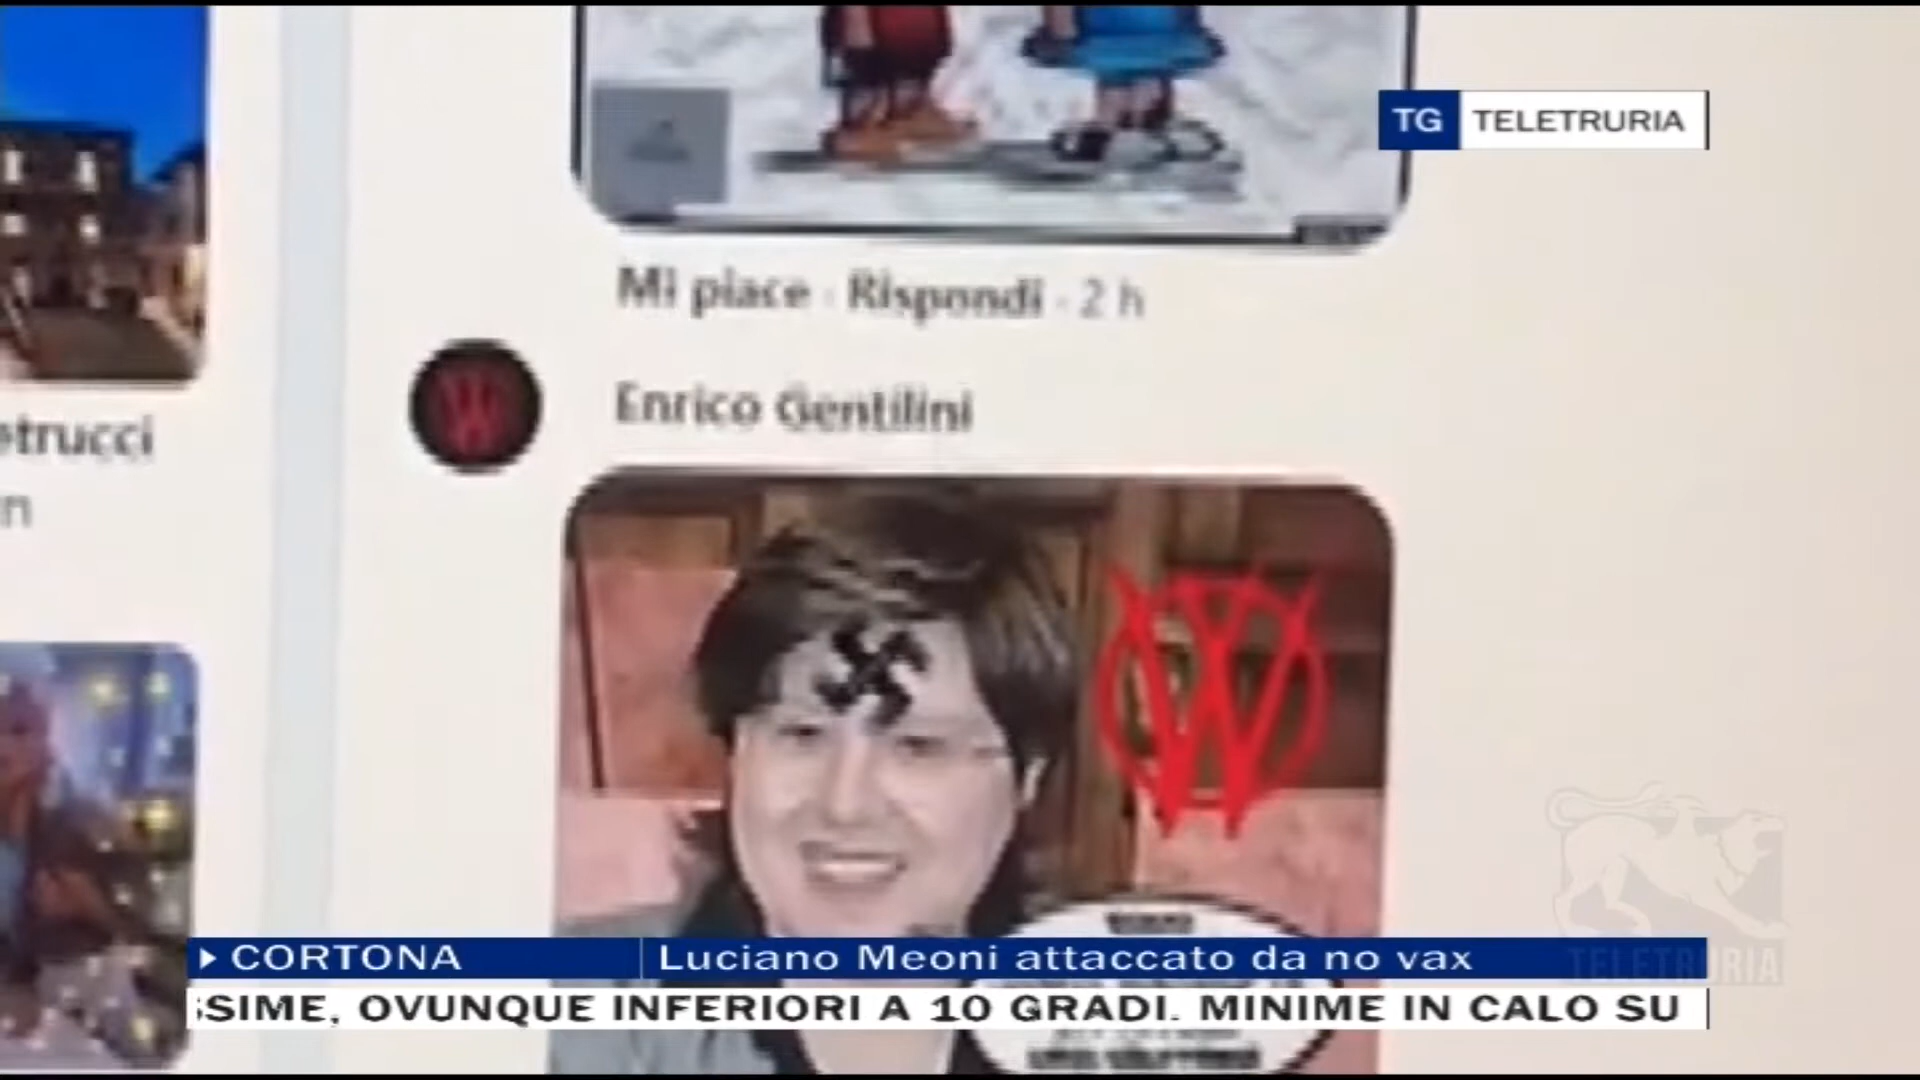 TG TELETRURIA
Mi piace · Rispondi · 2 h
W
Enrico Gentilini
etrucci
n
W
CORTONA Luciano Meoni attaccato da no vax
TELETRURIA
SSIME, OVUNQUE INFERIORI A 10 GRADI. MINIME IN CALO SU